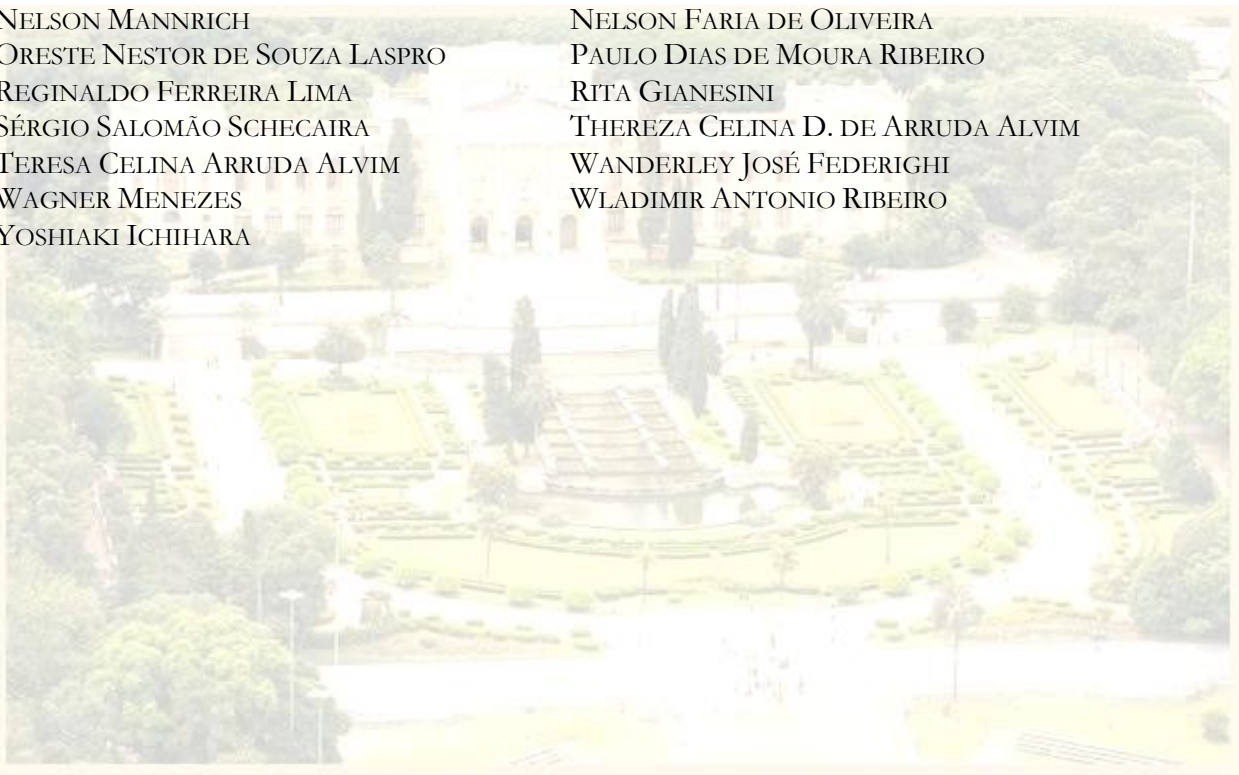 NELSON MANNRICH
ORESTE NESTOR DE SOUZA LASPRO
REGINALDO FERREIRA LIMA
SÉRGIO SALOMÃO SCHECAIRA
TERESA CELINA ARRUDA ALVIM
WAGNER MENEZES
YOSHIAKI ICHIHARA
NELSON FARIA DE OLIVEIRA
PAULO DIAS DE MOURA RIBEIRO
RITA GIANESINI
THEREZA CELINA D. DE ARRUDA ALVIM
WANDERLEY JOSÉ FEDERIGHI
WLADIMIR ANTONIO RIBEIRO